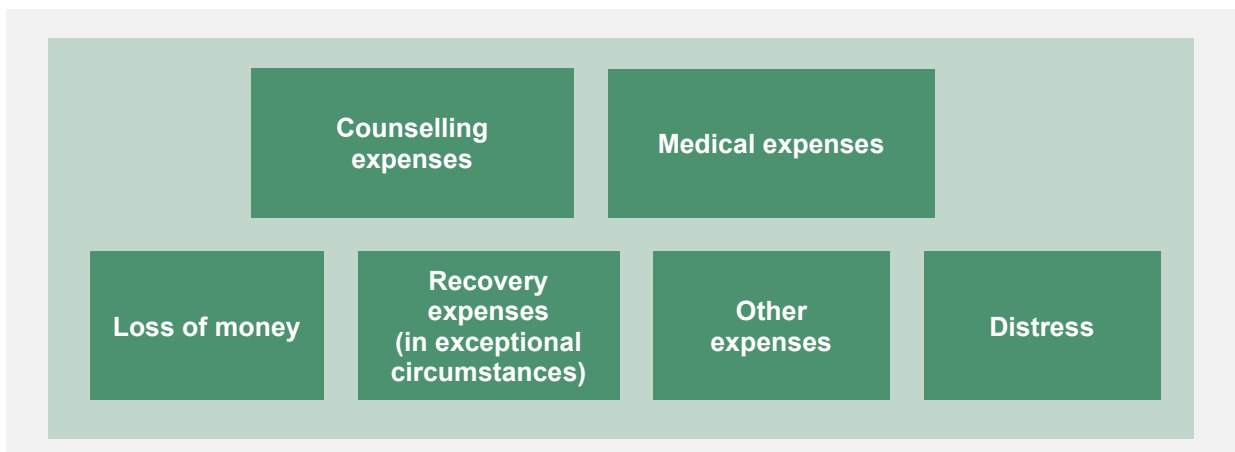 Counselling
expenses
Medical expenses
Loss of money
Recovery
expenses
(in exceptional
circumstances)
Other
expenses
Distress